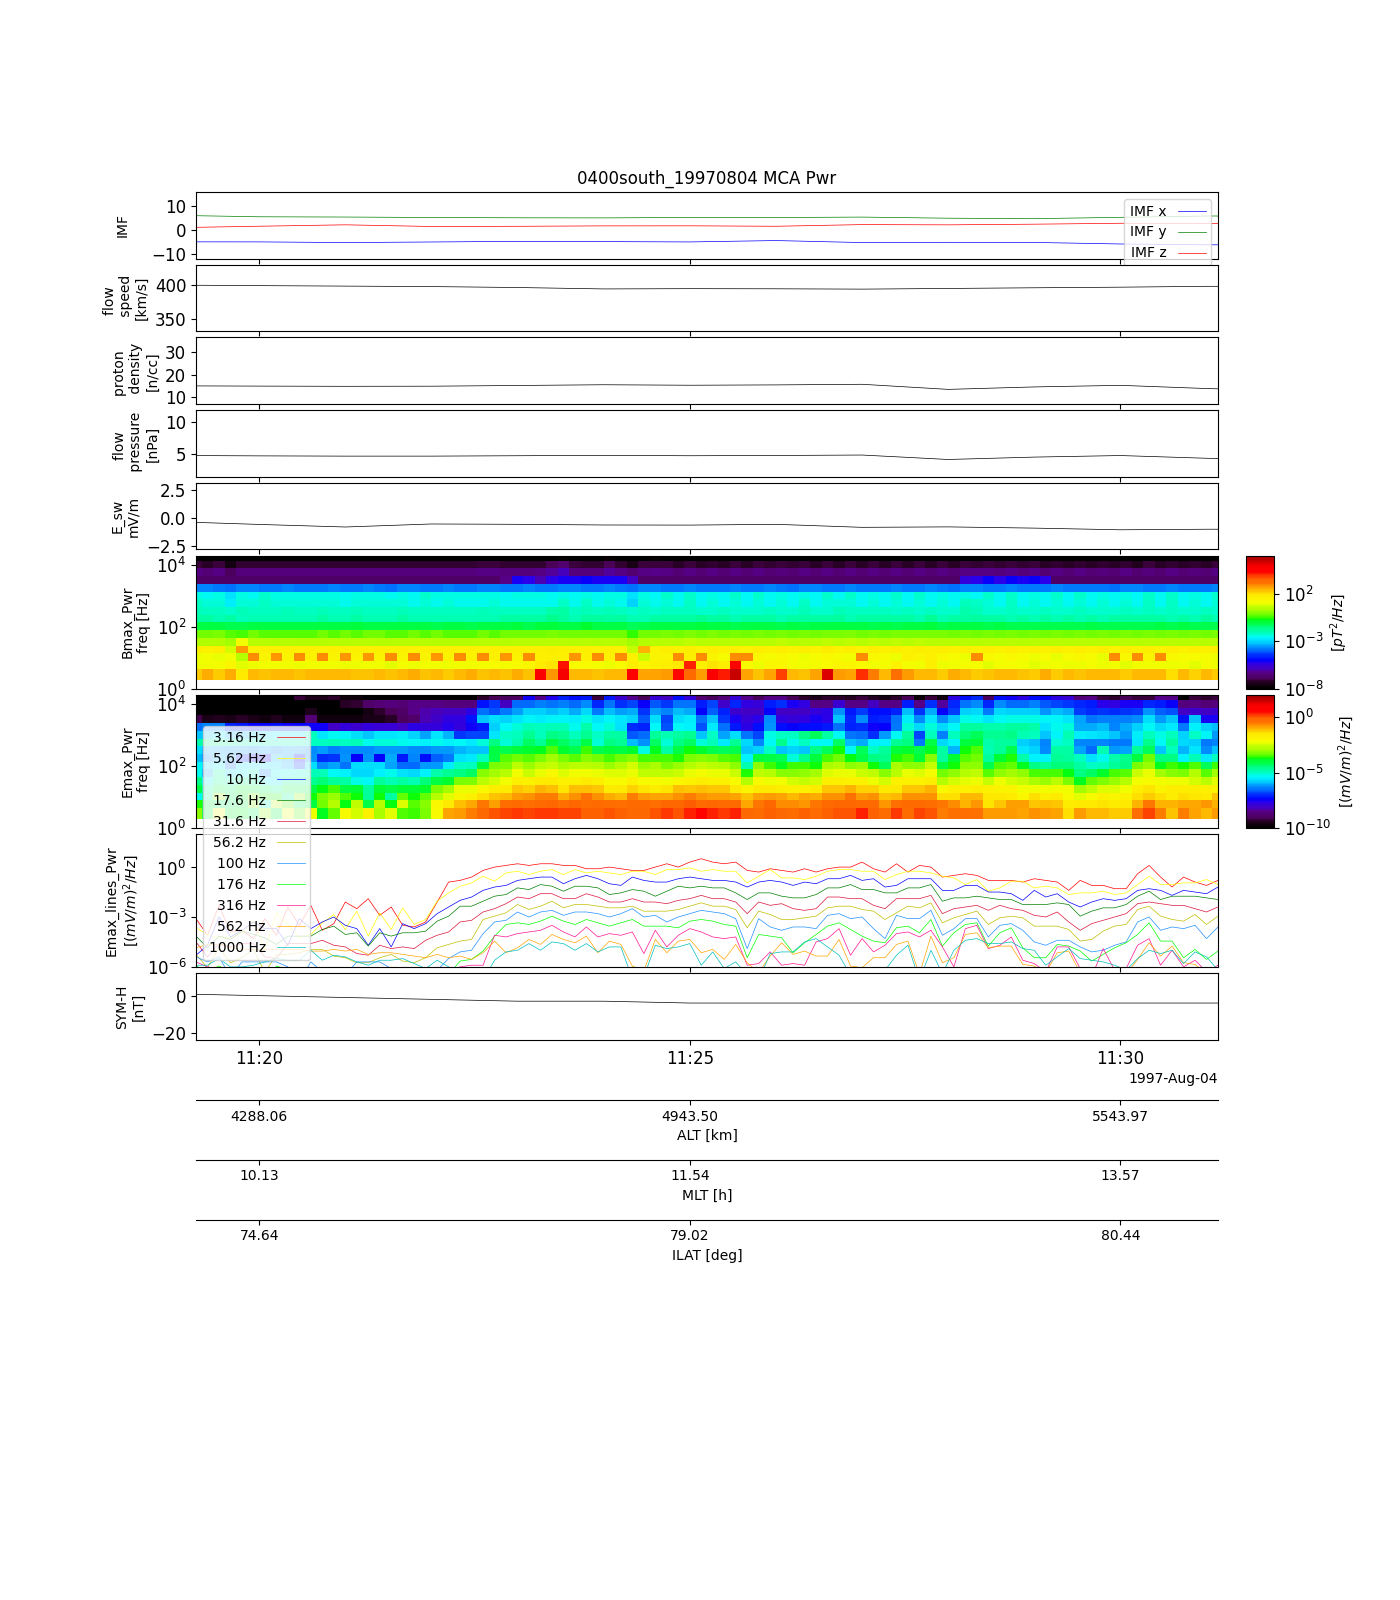 0400south_19970804 MCA Pwr
IMF
10
0
−10
IMF x
IMF y
IMF z
flow
speed
[km/s]
400
350
proton
density
[n/cc]
30
20
10
flow
pressure
[nPa]
10
5
E_sw
mV/m
2.5
0.0
−2.5
Bmax_Pwr
freq [Hz]
10^4
10^2
10^0
10^2
10^−3
10^−8
[pT^2/Hz]
Emax_Pwr
freq [Hz]
10^4
10^2
10^0
10^0
10^−5
10^−10
[(mV/m)^2/Hz]
3.16 Hz
5.62 Hz
10 Hz
17.6 Hz
31.6 Hz
56.2 Hz
100 Hz
176 Hz
316 Hz
562 Hz
1000 Hz
Emax_lines_Pwr
[(mV/m)^2/Hz]
10^0
10^−3
10^−6
SYM-H
[nT]
0
−20
11:20 11:25 11:30
1997-Aug-04
4288.06 4943.50 5543.97
ALT [km]
10.13 11.54 13.57
MLT [h]
74.64 79.02 80.44
ILAT [deg]